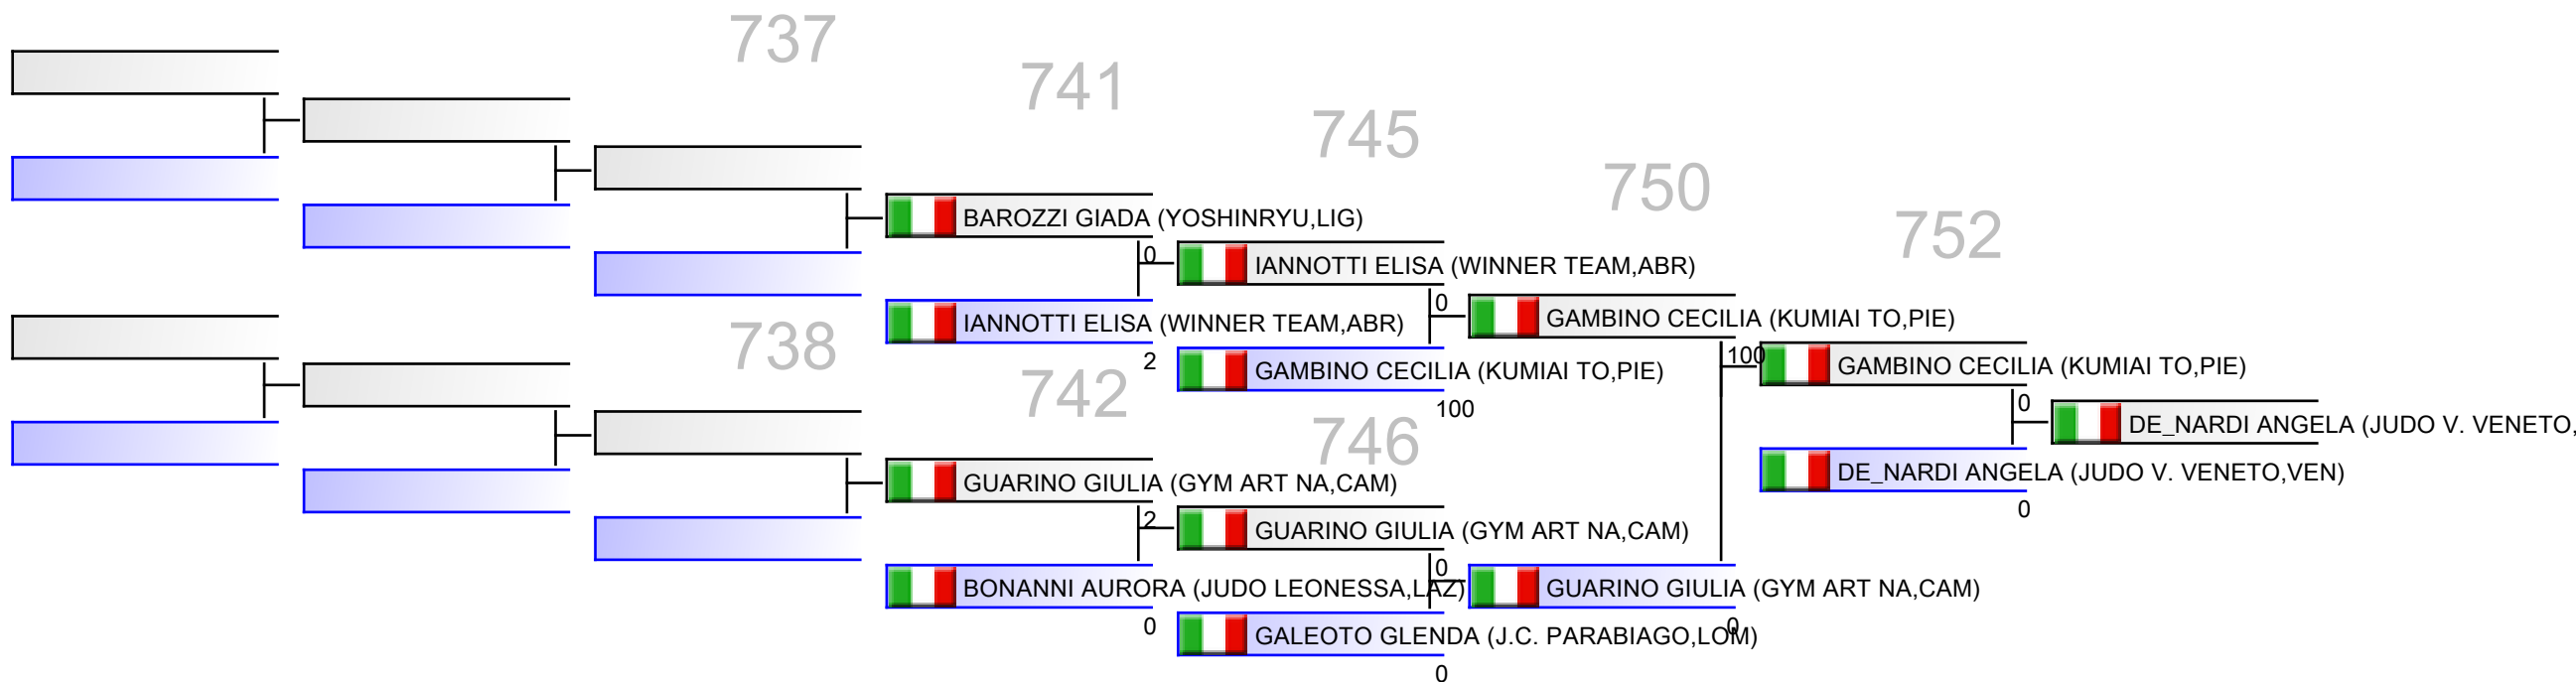 737
741
745
750
752
BAROZZI GIADA (YOSHINRYU,LIG)
0
IANNOTTI ELISA (WINNER TEAM,ABR)
IANNOTTI ELISA (WINNER TEAM,ABR)
2
0
GAMBINO CECILIA (KUMIAI TO,PIE)
GAMBINO CECILIA (KUMIAI TO,PIE)
100
100
GAMBINO CECILIA (KUMIAI TO,PIE)
0
DE_NARDI ANGELA (JUDO V. VENETO,
DE_NARDI ANGELA (JUDO V. VENETO,VEN)
0
738
742
746
GUARINO GIULIA (GYM ART NA,CAM)
2
GUARINO GIULIA (GYM ART NA,CAM)
BONANNI AURORA (JUDO LEONESSA,LAZ)
0
0
GUARINO GIULIA (GYM ART NA,CAM)
0
GALEOTO GLENDA (J.C. PARABIAGO,LOM)
0